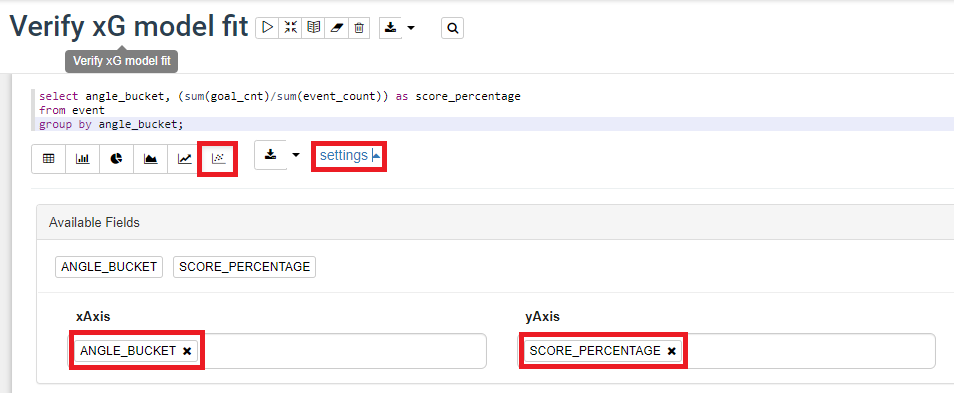 Verify xG model fit
Verify xG model fit
select angle_bucket, (sum(goal_cnt)/sum(event_count)) as score_percentage
from event
group by angle_bucket;
settings
Available Fields
ANGLE_BUCKET SCORE_PERCENTAGE
xAxis yAxis
ANGLE_BUCKET ✖ SCORE_PERCENTAGE ✖